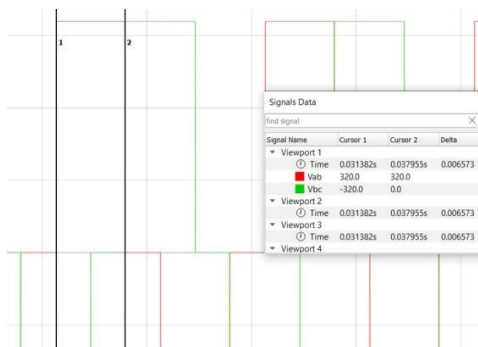 1
2
Signals Data
find signal
Signal Name Cursor 1 Cursor 2 Delta
Viewport 1
Time 0.031382s 0.037955s 0.006573
Vab 320.0 320.0
Vbc -320.0 0.0
Viewport 2
Time 0.031382s 0.037955s 0.006573
Viewport 3
Time 0.031382s 0.037955s 0.006573
Viewport 4